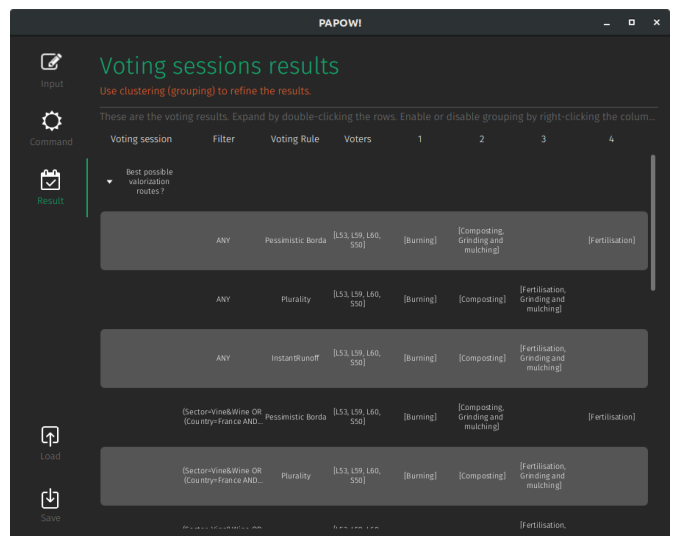 PAPOW!
Input
Command
Result
Load
Save
Voting sessions results
Use clustering (grouping) to refine the results.
These are the voting results. Expand by double-clicking the rows. Enable or disable grouping by right-clicking the colum...
Voting session Filter Voting Rule Voters 1 2 3 4
Best possible
valorization
routes ?
ANY Pessimistic Borda [L53, L59, L60, S50] [Burning] [Composting, Grinding and mulching] [Fertilisation]
ANY Plurality [L53, L59, L60, S50] [Burning] [Composting] [Fertilisation, Grinding and mulching]
ANY InstantRunoff [L53, L59, L60, S50] [Burning] [Composting] [Fertilisation, Grinding and mulching]
(Sector=Vine&Wine OR (Country=France AND... Pessimistic Borda [L53, L59, L60, S50] [Burning] [Composting, Grinding and mulching] [Fertilisation]
(Sector=Vine&Wine OR (Country=France AND... Plurality [L53, L59, L60, S50] [Burning] [Composting] [Fertilisation, Grinding and mulching]
[Fertilisation,